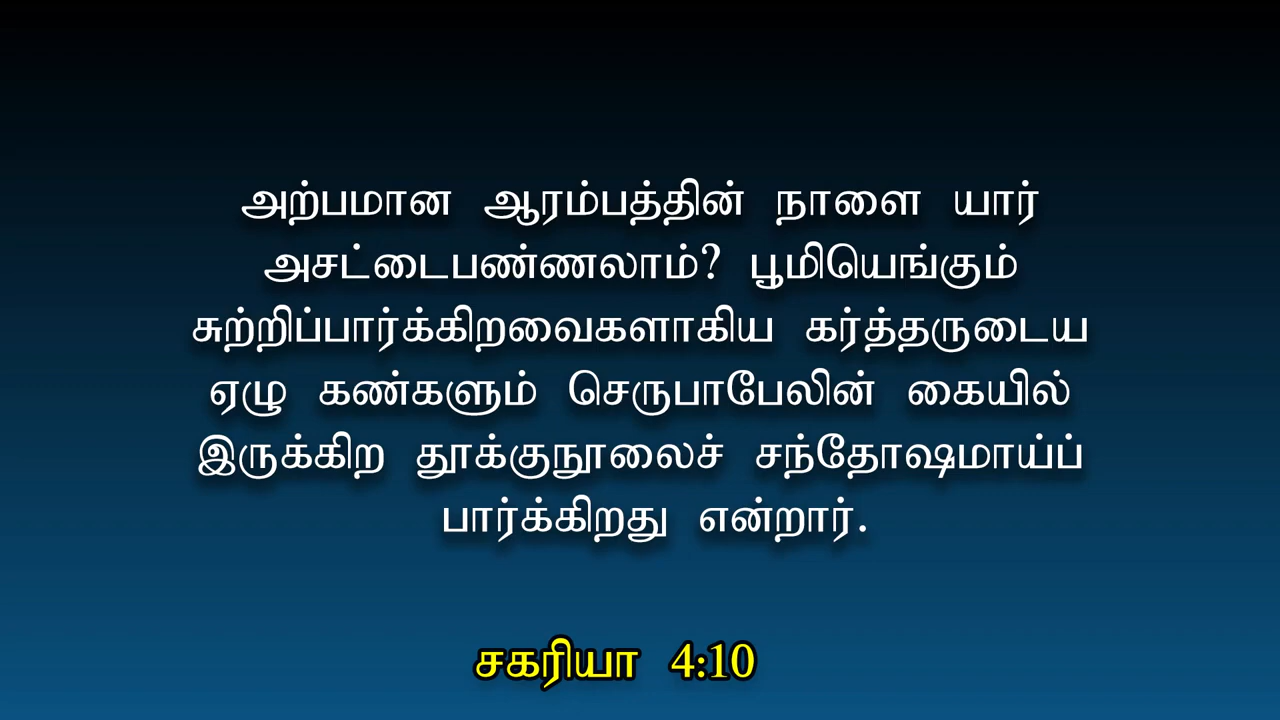 அற்பமான ஆரம்பத்தின் நாளை யார்
அசட்டைபண்ணலாம்? பூமியெங்கும்
சுற்றிப்பார்க்கிறவைகளாகிய கர்த்தருடைய
ஏழு கண்களும் செருபாபேலின் கையில்
இருக்கிற தூக்குநூலைச் சந்தோஷமாய்ப்
பார்க்கிறது என்றார்.
சகரியா 4:10